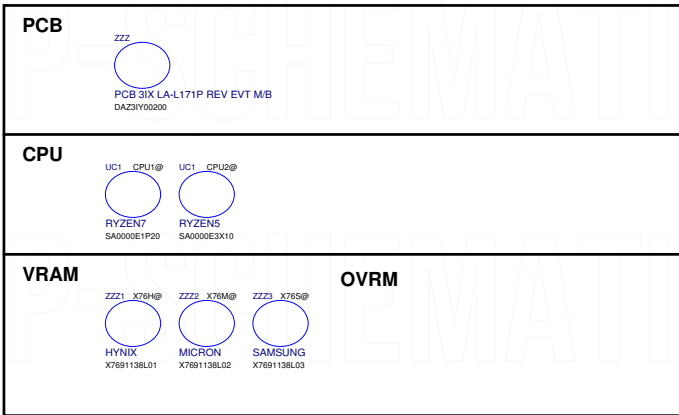 PCB
ZZZ
PCB 3IX LA-L171P REV EVT M/B
DAZ3IY00200
CPU
UC1 CPU1@ UC1 CPU2@
RYZEN7 RYZEN5
SA0000E1P20 SA0000E3X10
VRAM OVRM
ZZZ1 X76H@ ZZZ2 X76M@ ZZZ3 X76S@
HYNIX MICRON SAMSUNG
X7691138L01 X7691138L02 X7691138L03